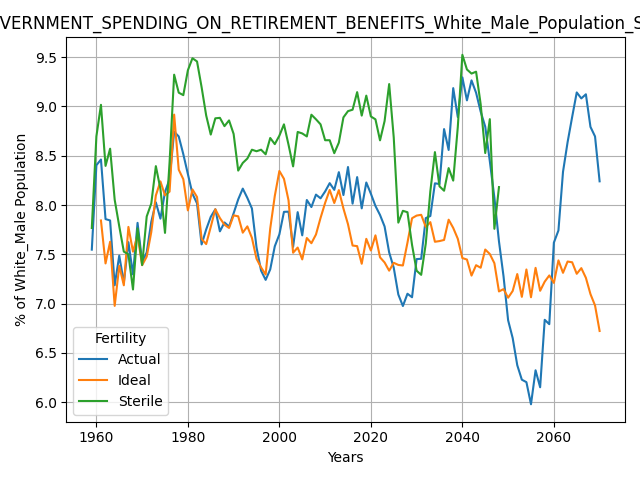 VERNMENT_SPENDING_ON_RETIREMENT_BENEFITS_White_Male_Population_S
9.5
9.0
8.5
8.0
7.5
7.0
6.5
6.0
% of White_Male Population
Fertility
Actual
Ideal
Sterile
1960 1980 2000 2020 2040 2060
Years